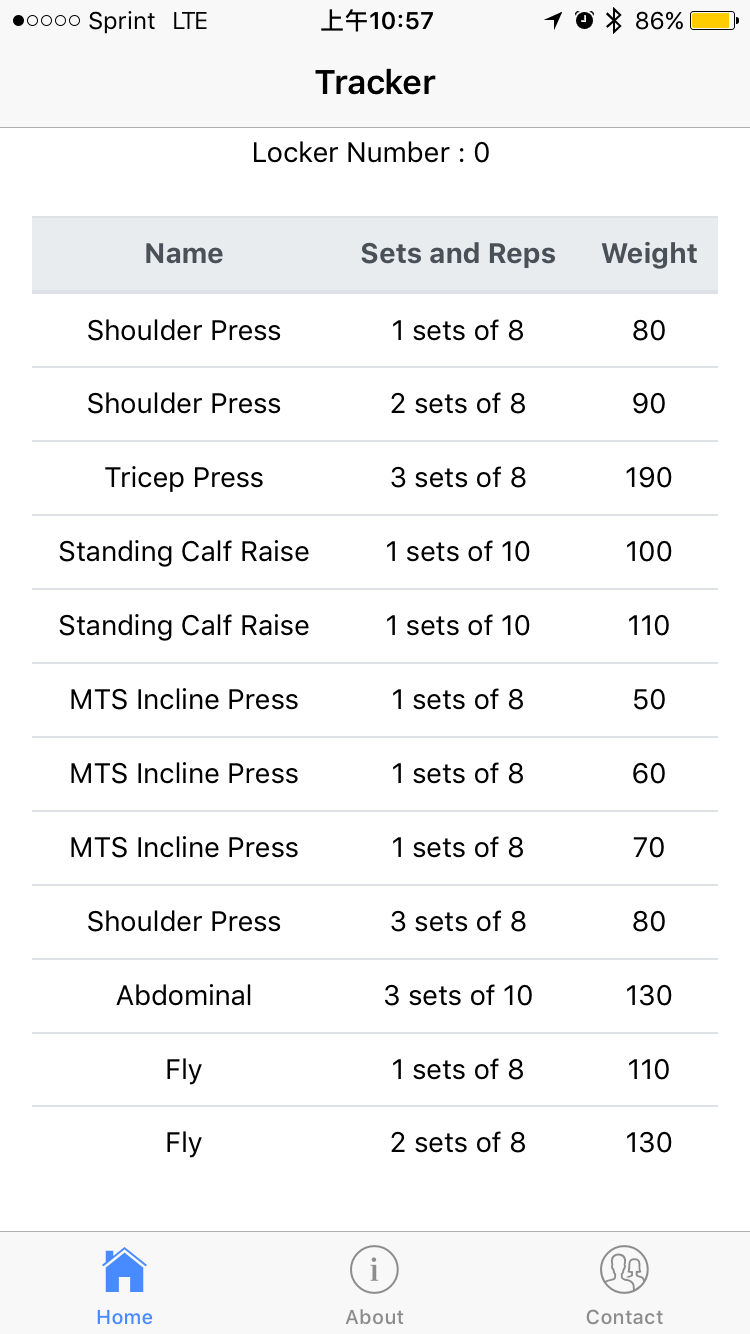 Sprint LTE 上午10:57 86%
Tracker
Locker Number : 0
Name Sets and Reps Weight
Shoulder Press 1 sets of 8 80
Shoulder Press 2 sets of 8 90
Tricep Press 3 sets of 8 190
Standing Calf Raise 1 sets of 10 100
Standing Calf Raise 1 sets of 10 110
MTS Incline Press 1 sets of 8 50
MTS Incline Press 1 sets of 8 60
MTS Incline Press 1 sets of 8 70
Shoulder Press 3 sets of 8 80
Abdominal 3 sets of 10 130
Fly 1 sets of 8 110
Fly 2 sets of 8 130
Home About Contact